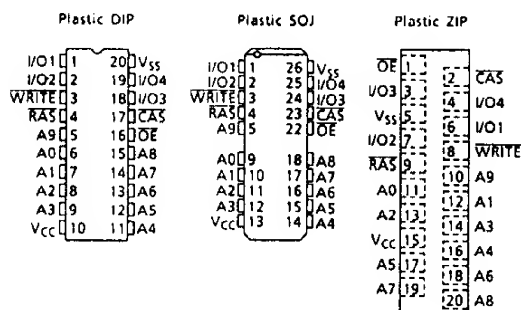 Plastic DIP
I/O1 1 20 VSS
I/O2 2 19 I/O4
WRITE 3 18 I/O3
RAS 4 17 CAS
A9 5 16 OE
A0 6 15 A8
A1 7 14 A7
A2 8 13 A6
A3 9 12 A5
VCC 10 11 A4
Plastic SOJ
I/O1 1 26 VSS
I/O2 2 25 I/O4
WRITE 3 24 I/O3
RAS 4 23 CAS
A9 5 22 OE
A0 9 18 A8
A1 10 17 A7
A2 11 16 A6
A3 12 15 A5
VCC 13 14 A4
Plastic ZIP
OE 1
2 CAS
I/O3 3
4 I/O4
VSS 5
6 I/O1
I/O2 7
8 WRITE
RAS 9
10 A9
A0 11
12 A1
A2 13
14 A3
VCC 15
16 A4
A5 17
18 A6
A7 19
20 A8